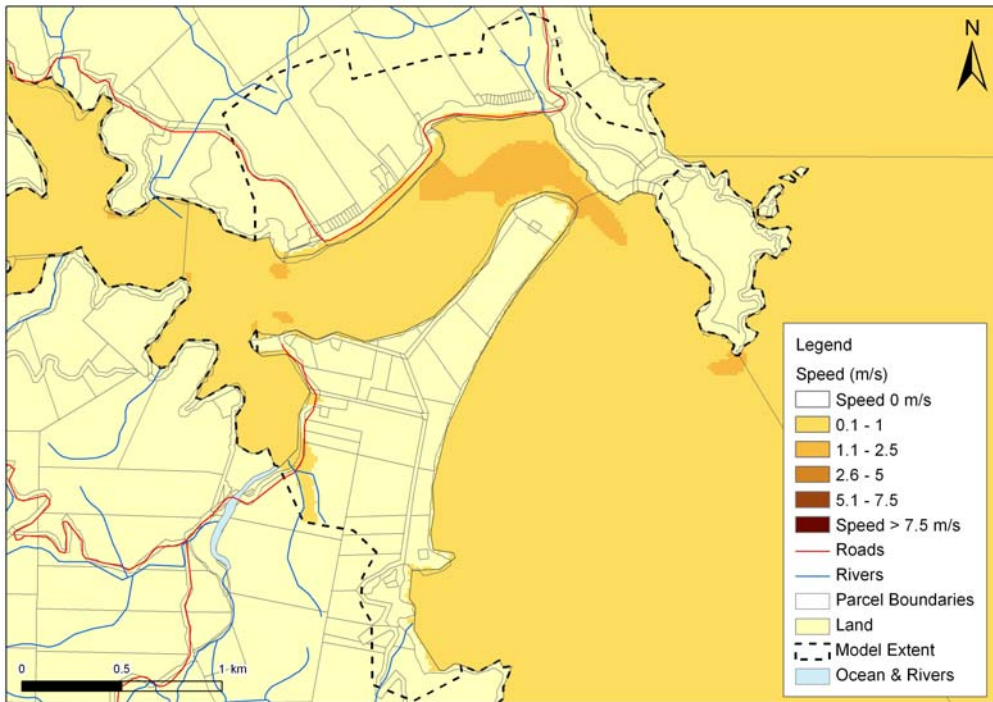 N
Legend
Speed (m/s)
Speed 0 m/s
0.1 - 1
1.1 - 2.5
2.6 - 5
5.1 - 7.5
Speed > 7.5 m/s
Roads
Rivers
Parcel Boundaries
Land
Model Extent
Ocean & Rivers
0 0.5 1 km